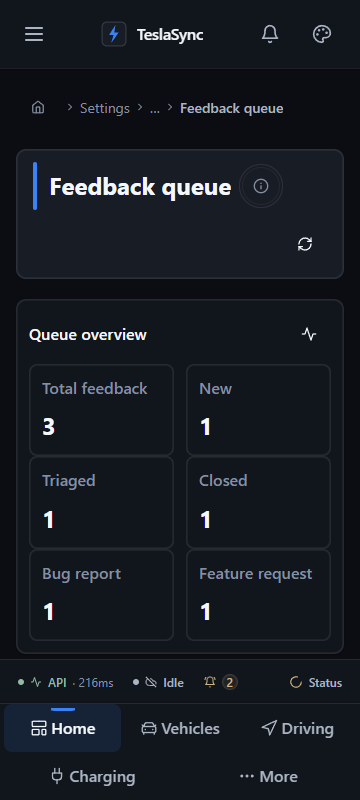 TeslaSync
Settings ... Feedback queue
Feedback queue
Queue overview
Total feedback
3
New
1
Triaged
1
Closed
1
Bug report
1
Feature request
1
API · 216ms Idle 2 Status
Home Vehicles Driving
Charging More